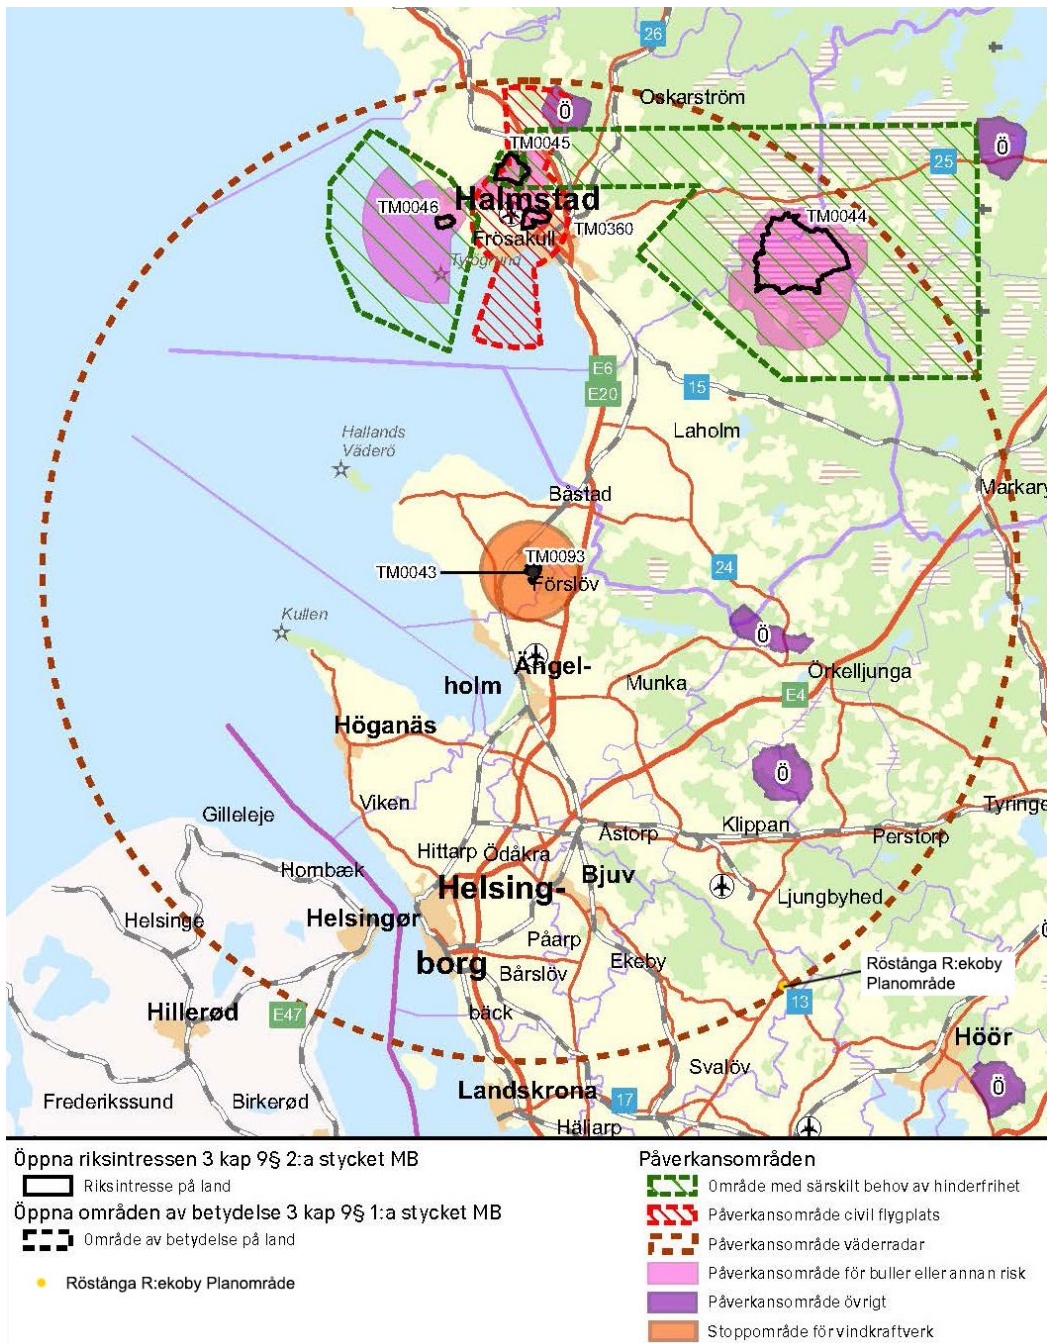 26
Oskarström
Ö
TM0045
Ö
25
Halmstad
TM0046
TM0044
TM0360
Frösakull
Tylögrund
E6
E20
15
Laholm
Hallands
Väderö
Båstad
Markary
TM0093
TM0043
Förslöv
24
Kullen
Ö
Ängel-
holm
Munka
Örkelljunga
E4
Höganäs
Ö
Viken
Gilleleje
Tyringe
Åstorp
Klippan
Perstorp
Hittarp
Ödåkra
Hornbæk
Bjuv
Helsing-
borg
Ljungbyhed
Helsinge
Helsingør
Påarp
Ekeby
Bårslöv
Röstånga R:ekoby
Planområde
13
Hillerød
E47
bäck
Höör
Svalöv
Ö
Landskrona
17
Frederikssund
Birkerød
Häljarp
Öppna riksintressen 3 kap 9§ 2:a stycket MB
Riksintresse på land
Öppna områden av betydelse 3 kap 9§ 1:a stycket MB
Område av betydelse på land
Röstånga R:ekoby Planområde
Påverkansområden
Område med särskilt behov av hinderfrihet
Påverkansområde civil flygplats
Påverkansområde väderradar
Påverkansområde för buller eller annan risk
Påverkansområde övrigt
Stoppområde för vindkraftverk